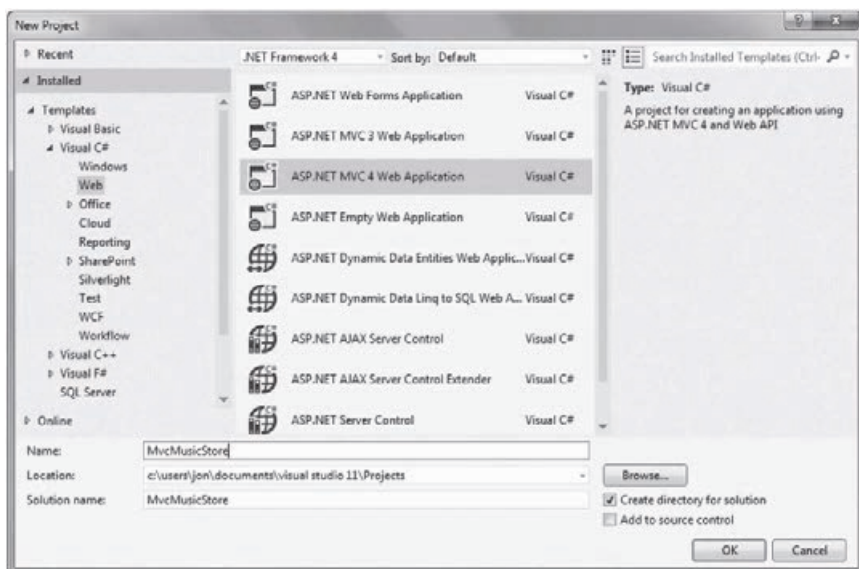 New Project
Recent
.NET Framework 4
Sort by: Default
Search Installed Templates (Ctrl-
Installed
Templates
Visual Basic
Visual C#
Windows
Web
Office
Cloud
Reporting
SharePoint
Silverlight
Test
WCF
Workflow
Visual C++
Visual F#
SQL Server
Online
ASP.NET Web Forms Application Visual C#
ASP.NET MVC 3 Web Application Visual C#
ASP.NET MVC 4 Web Application Visual C#
ASP.NET Empty Web Application Visual C#
ASP.NET Dynamic Data Entities Web Applic... Visual C#
ASP.NET Dynamic Data Linq to SQL Web A... Visual C#
ASP.NET AJAX Server Control Visual C#
ASP.NET AJAX Server Control Extender Visual C#
ASP.NET Server Control Visual C#
Type: Visual C#
A project for creating an application using
ASP.NET MVC 4 and Web API
Name: MvcMusicStore
Location: c:\users\jon\documents\visual studio 11\Projects
Browse...
Solution name: MvcMusicStore
Create directory for solution
Add to source control
OK
Cancel